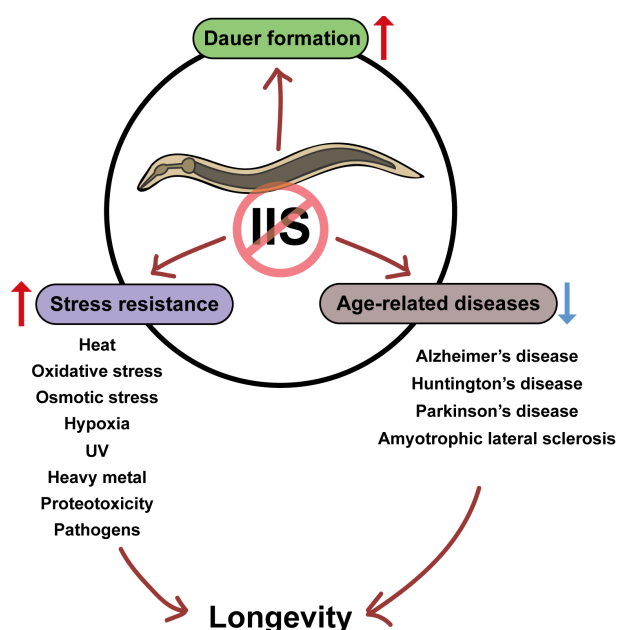 Dauer formation
IIS
Stress resistance
Age-related diseases
Heat
Oxidative stress
Osmotic stress
Hypoxia
UV
Heavy metal
Proteotoxicity
Pathogens
Alzheimer’s disease
Huntington’s disease
Parkinson’s disease
Amyotrophic lateral sclerosis
Longevity